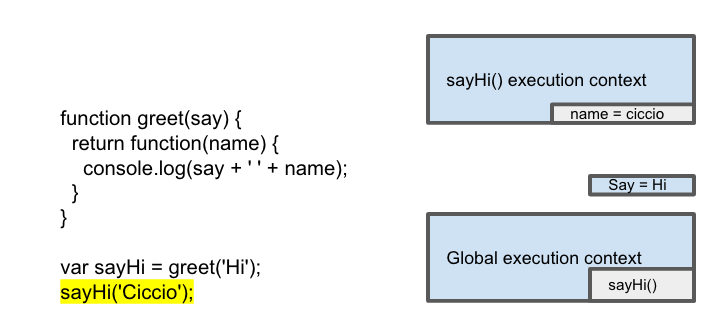 function greet(say) {
return function(name) {
console.log(say + ' ' + name);
}
}
var sayHi = greet('Hi');
sayHi('Ciccio');
sayHi() execution context
name = ciccio
Say = Hi
Global execution context
sayHi()